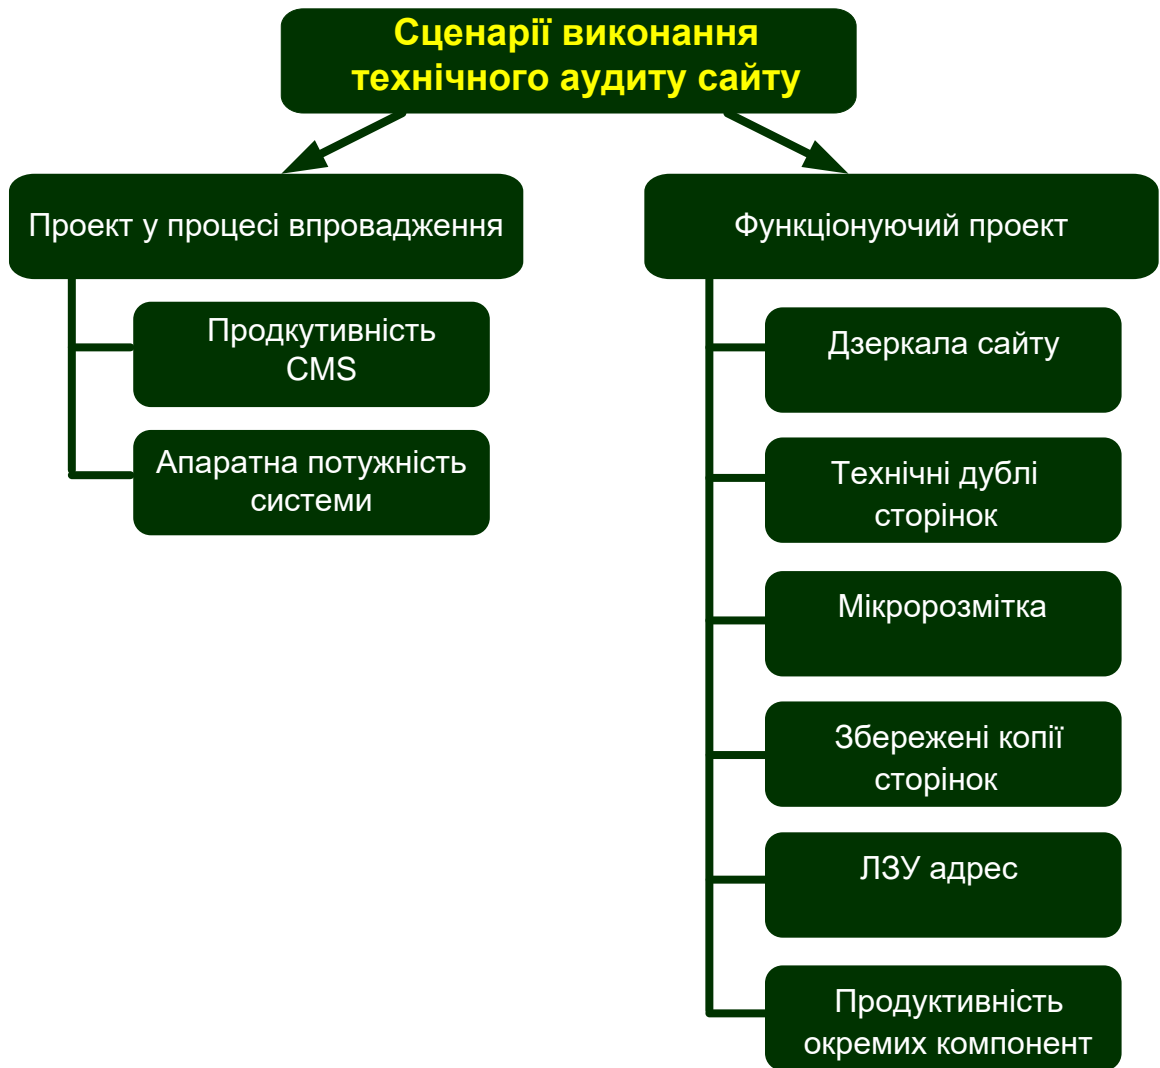 Сценарії виконання
технічного аудиту сайту
Проект у процесі впровадження
Продкутивність
CMS
Апаратна потужність
системи
Функціонуючий проект
Дзеркала сайту
Технічні дублі
сторінок
Мікророзмітка
Збережені копії
сторінок
ЛЗУ адрес
Продуктивність
окремих компонент